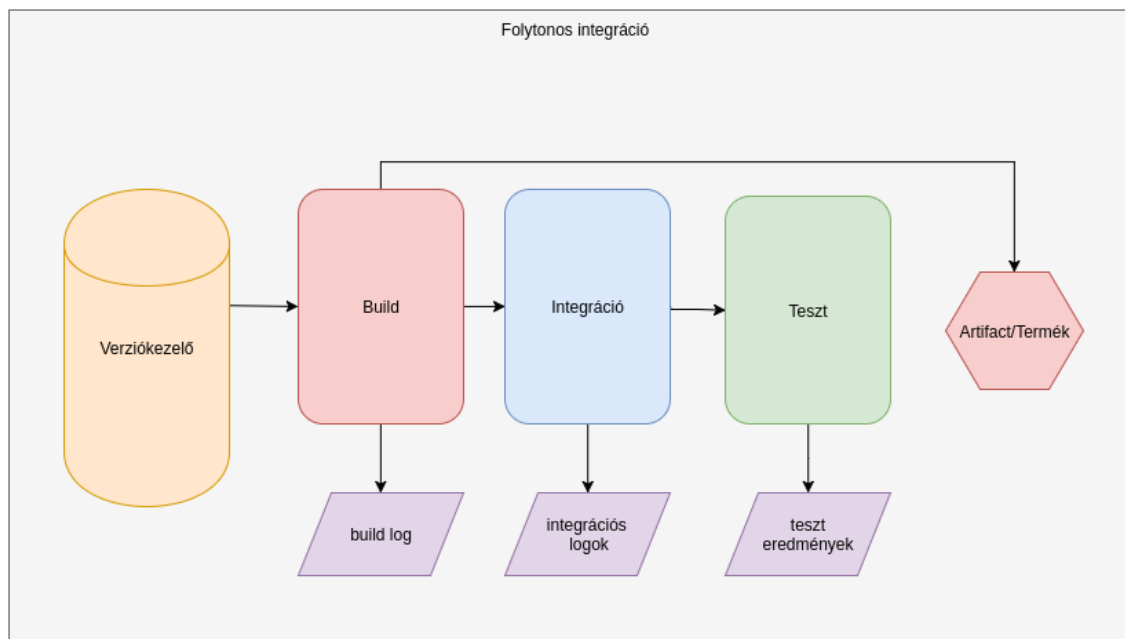 Folytonos integráció
Verziókezelő
Build
Integráció
Teszt
Artifact/Termék
build log
integrációs
logok
teszt
eredmények